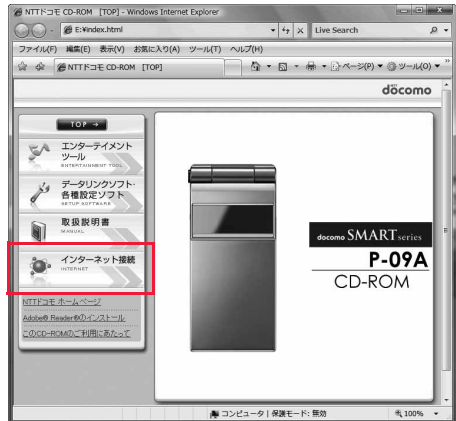 NTTドコモ CD-ROM [TOP] - Windows Internet Explorer
E:¥index.html
Live Search
ファイル(F) 編集(E) 表示(V) お気に入り(A) ツール(T) ヘルプ(H)
NTTドコモ CD-ROM [TOP]
ページ(P) ツール(O)
döcomo
TOP →
エンターテイメント
ツール
ENTERTAINMENT TOOL
データリンクソフト・
各種設定ソフト
SETUP SOFTWARE
取扱説明書
MANUAL
インターネット接続
INTERNET
NTTドコモ ホームページ
Adobe® Reader®のインストール
このCD-ROMのご利用にあたって
docomo SMART series
P-09A
CD-ROM
コンピュータ | 保護モード: 無効
100%